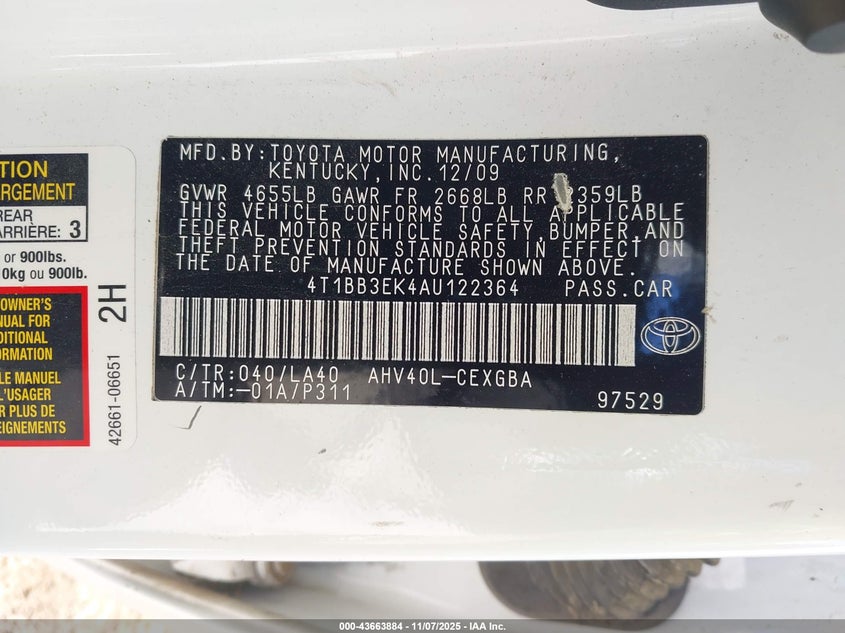 TION
RGEMENT
REAR
ARRIÈRE: 3
or 900lbs.
0kg ou 900lb.
OWNER'S
NUAL FOR
DITIONAL
ORMATION
LE MANUEL
L'USAGER
R PLUS DE
EIGNEMENTS
42661-06651
2H
MFD.BY:TOYOTA MOTOR MANUFACTURING,
KENTUCKY,INC.12/09
GVWR 4655LB GAWR FR 2668LB RR 359LB
THIS VEHICLE CONFORMS TO ALL APPLICABLE
FEDERAL MOTOR VEHICLE SAFETY,BUMPER,AND
THEFT PREVENTION STANDARDS IN EFFECT ON
THE DATE OF MANUFACTURE SHOWN ABOVE.
4T1BB3EK4AU122364 PASS.CAR
C/TR:040/LA40 AHV40L-CEXGBA
A/TM:-01A/P311
97529
000-43663884 | 11/07/2025 - IAA Inc.